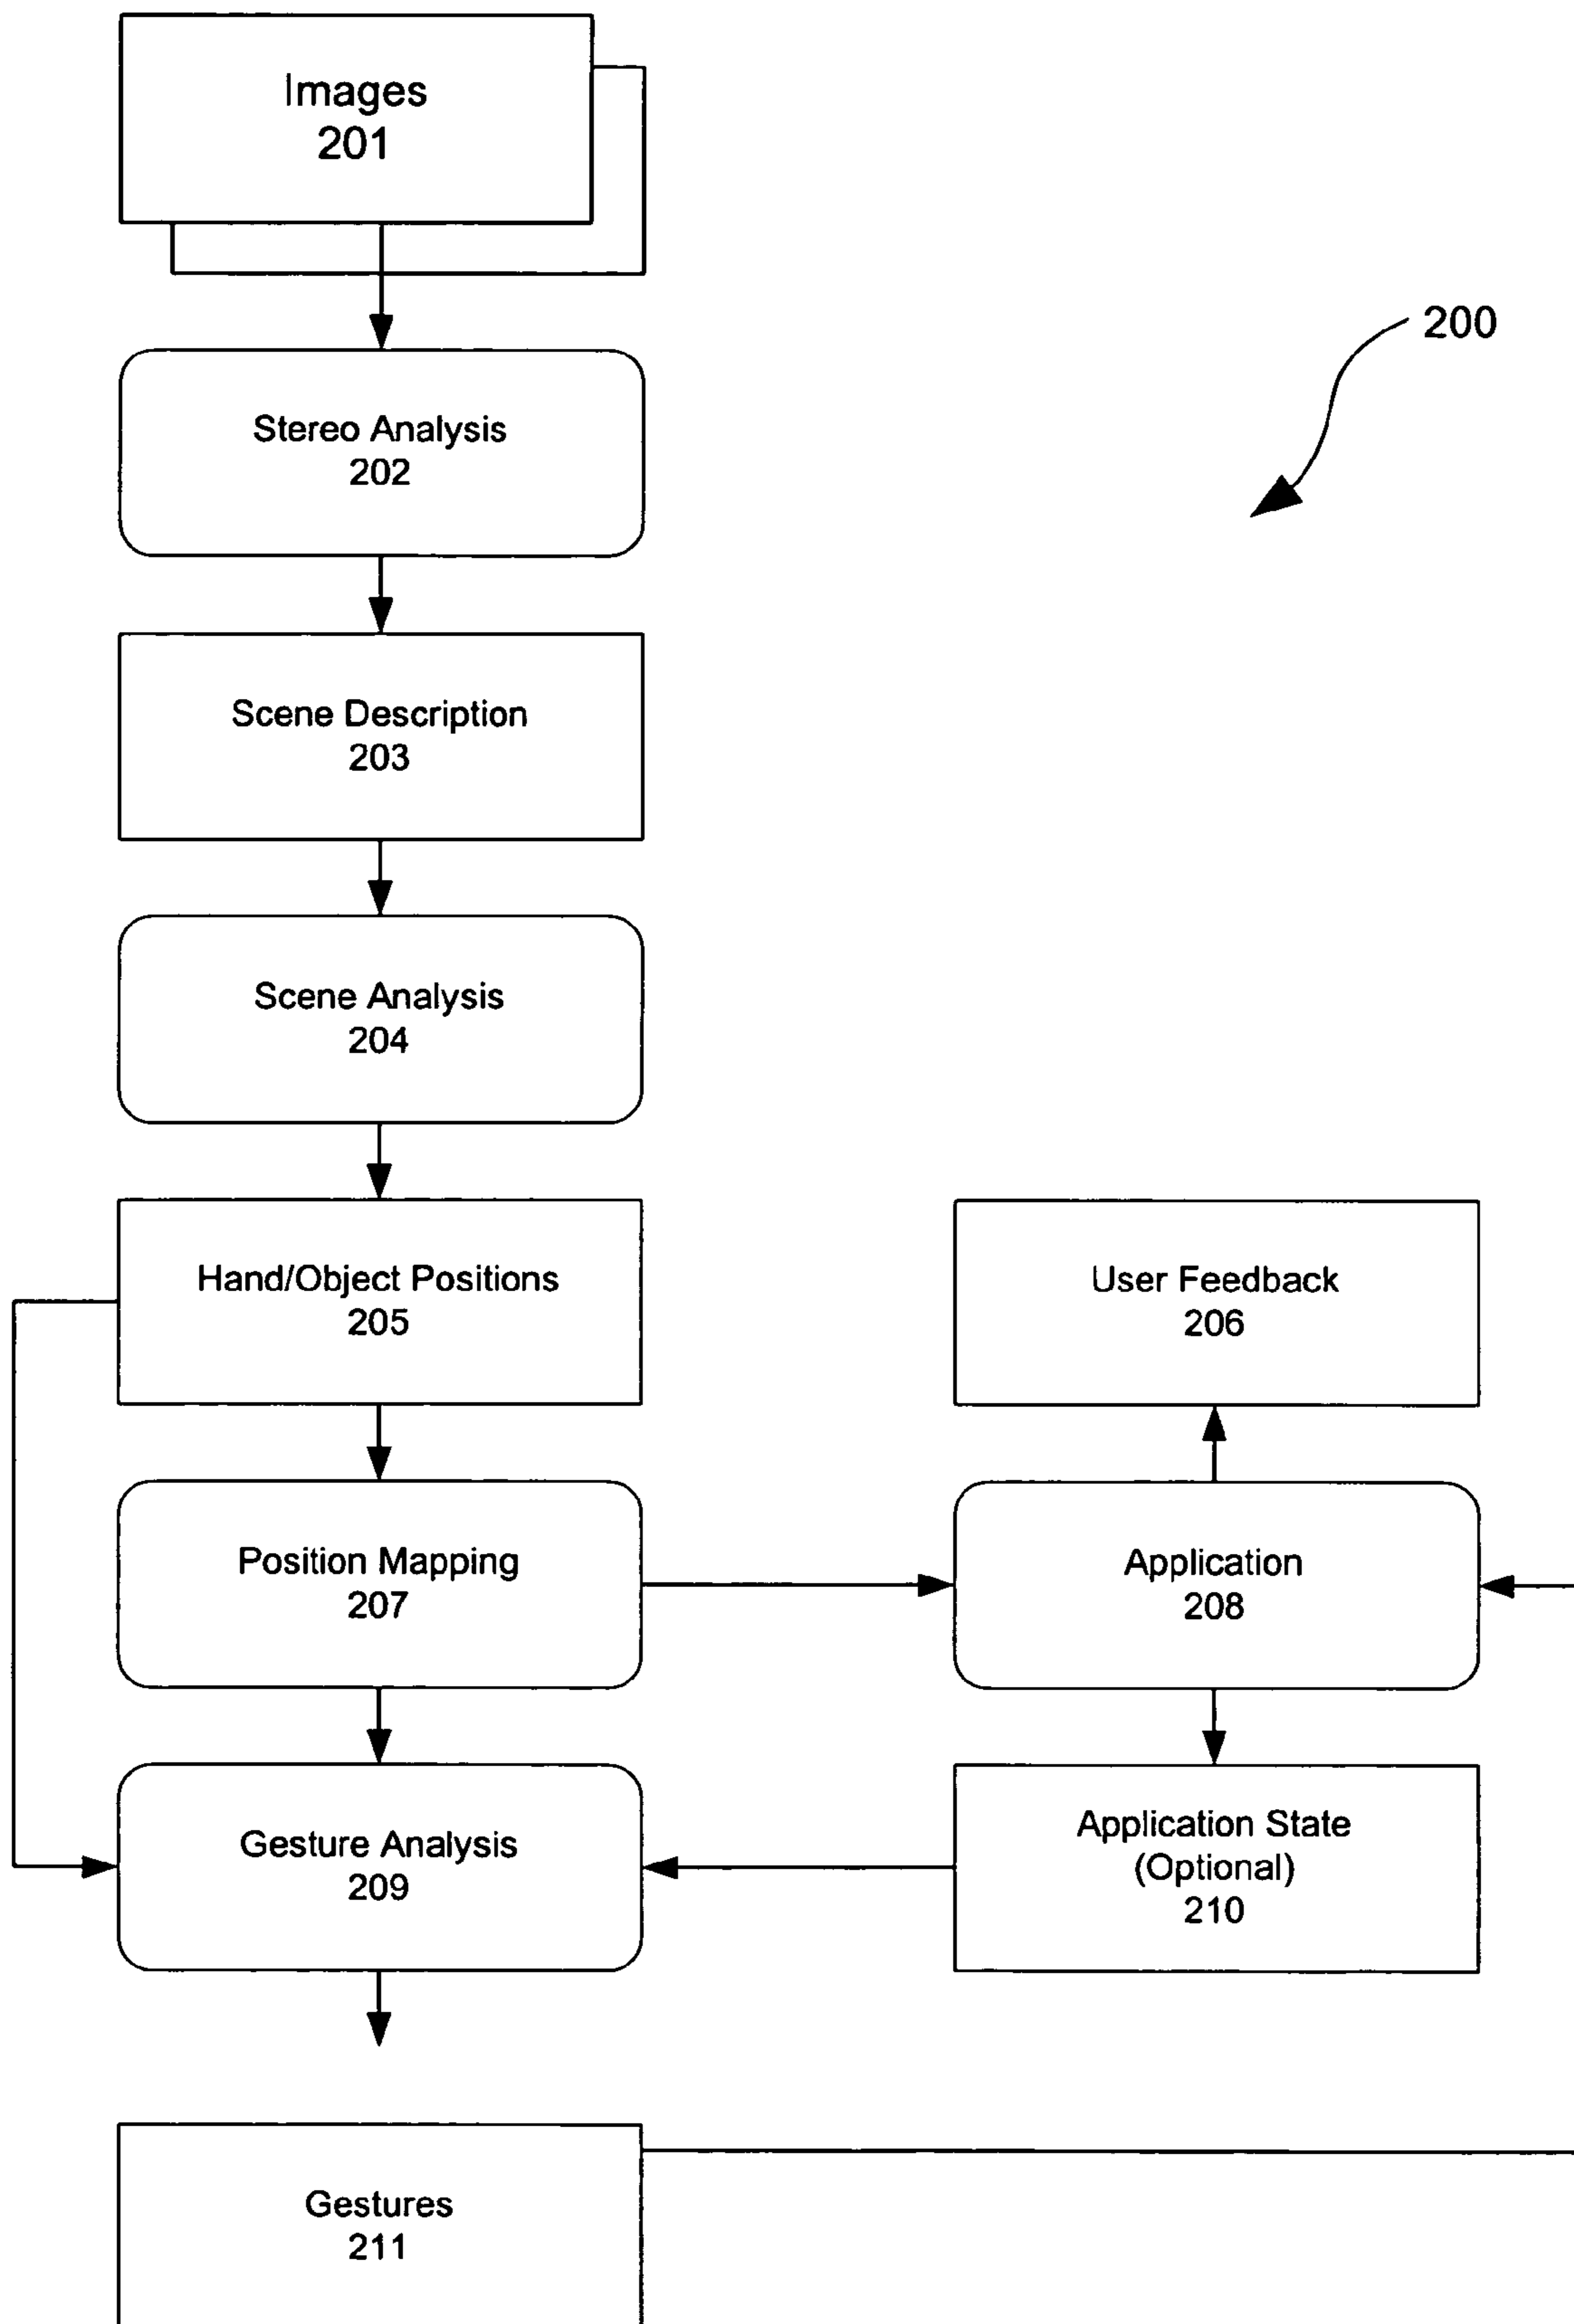 Images
201
200
Stereo Analysis
202
Scene Description
203
Scene Analysis
204
Hand/Object Positions
205
User Feedback
206
Position Mapping
207
Application
208
Gesture Analysis
209
Application State
(Optional)
210
Gestures
211